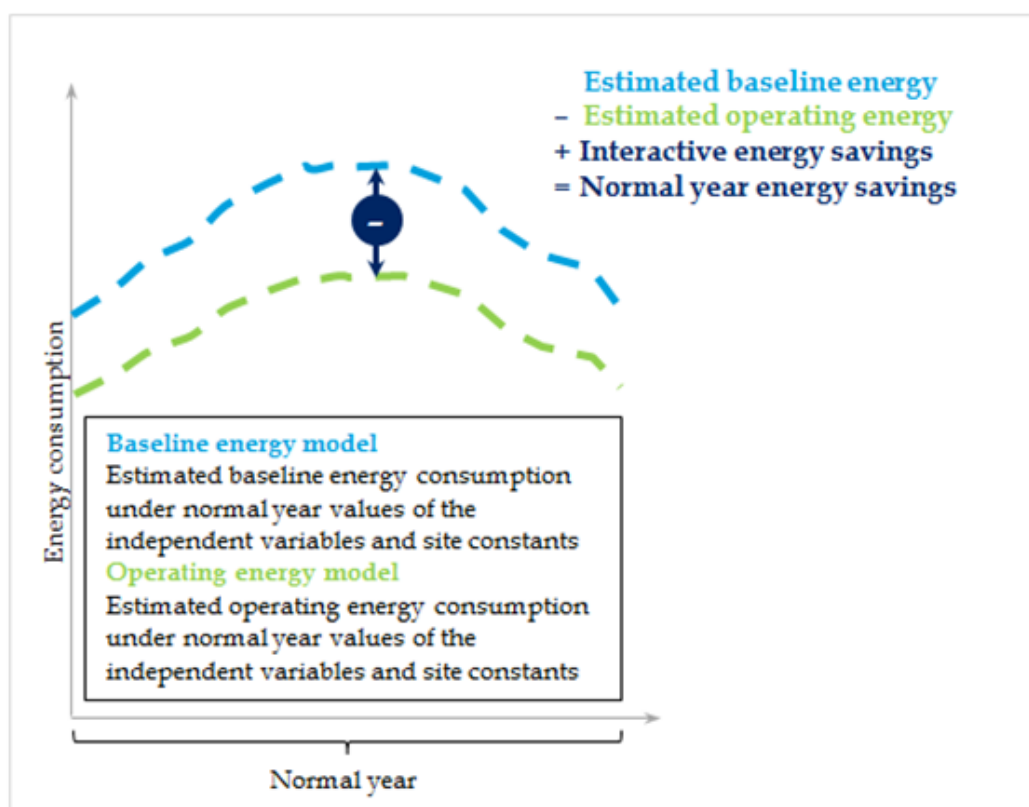 Estimated baseline energy
– Estimated operating energy
+ Interactive energy savings
= Normal year energy savings
–
Energy consumption
Baseline energy model
Estimated baseline energy consumption
under normal year values of the
independent variables and site constants
Operating energy model
Estimated operating energy consumption
under normal year values of the
independent variables and site constants
Normal year